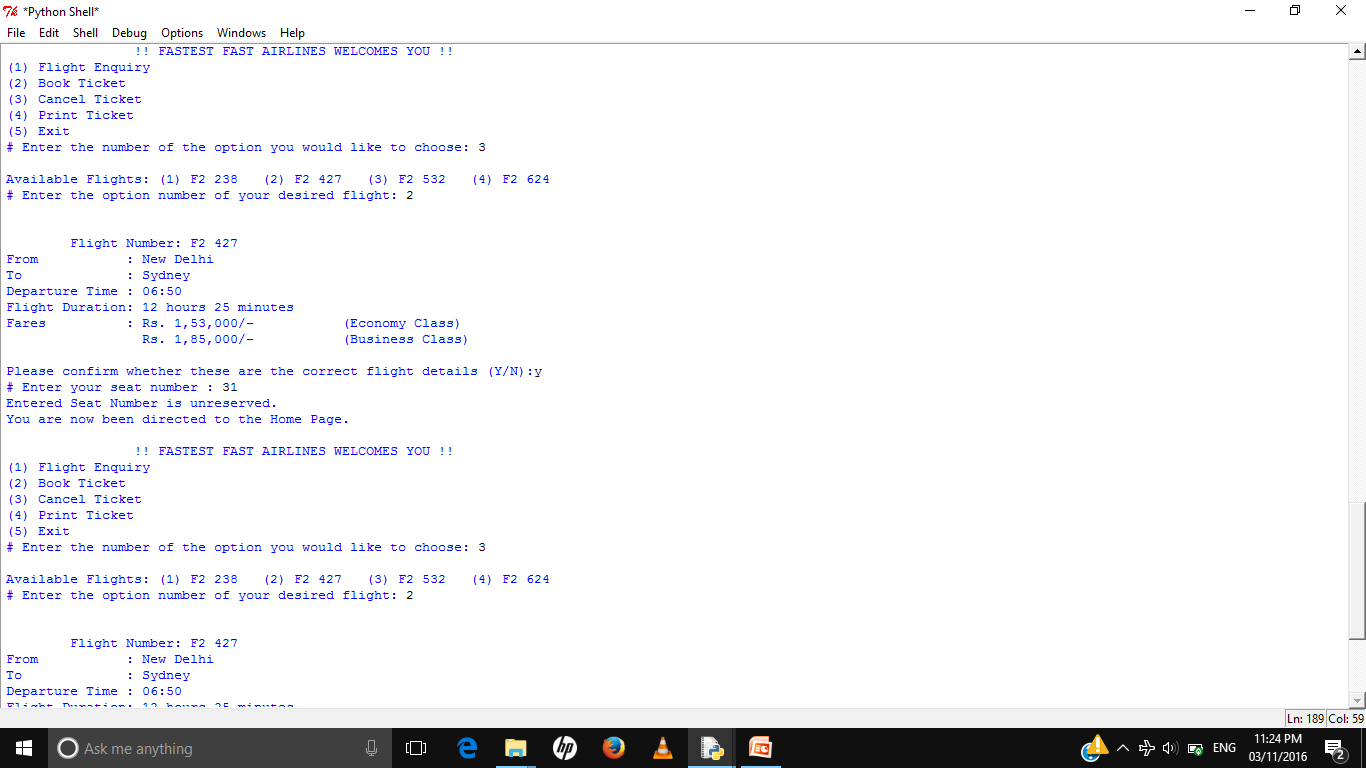 *Python Shell*
File Edit Shell Debug Options Windows Help
!! FASTEST FAST AIRLINES WELCOMES YOU !!
(1) Flight Enquiry
(2) Book Ticket
(3) Cancel Ticket
(4) Print Ticket
(5) Exit
# Enter the number of the option you would like to choose: 3
Available Flights: (1) F2 238 (2) F2 427 (3) F2 532 (4) F2 624
# Enter the option number of your desired flight: 2
Flight Number: F2 427
From : New Delhi
To : Sydney
Departure Time : 06:50
Flight Duration: 12 hours 25 minutes
Fares : Rs. 1,53,000/- (Economy Class)
Rs. 1,85,000/- (Business Class)
Please confirm whether these are the correct flight details (Y/N):y
# Enter your seat number : 31
Entered Seat Number is unreserved.
You are now been directed to the Home Page.
!! FASTEST FAST AIRLINES WELCOMES YOU !!
(1) Flight Enquiry
(2) Book Ticket
(3) Cancel Ticket
(4) Print Ticket
(5) Exit
# Enter the number of the option you would like to choose: 3
Available Flights: (1) F2 238 (2) F2 427 (3) F2 532 (4) F2 624
# Enter the option number of your desired flight: 2
Flight Number: F2 427
From : New Delhi
To : Sydney
Departure Time : 06:50
Flight Duration: 12 hours 25 minutes
Ln: 189 Col: 59
Ask me anything
hp
ENG
11:24 PM
03/11/2016
2